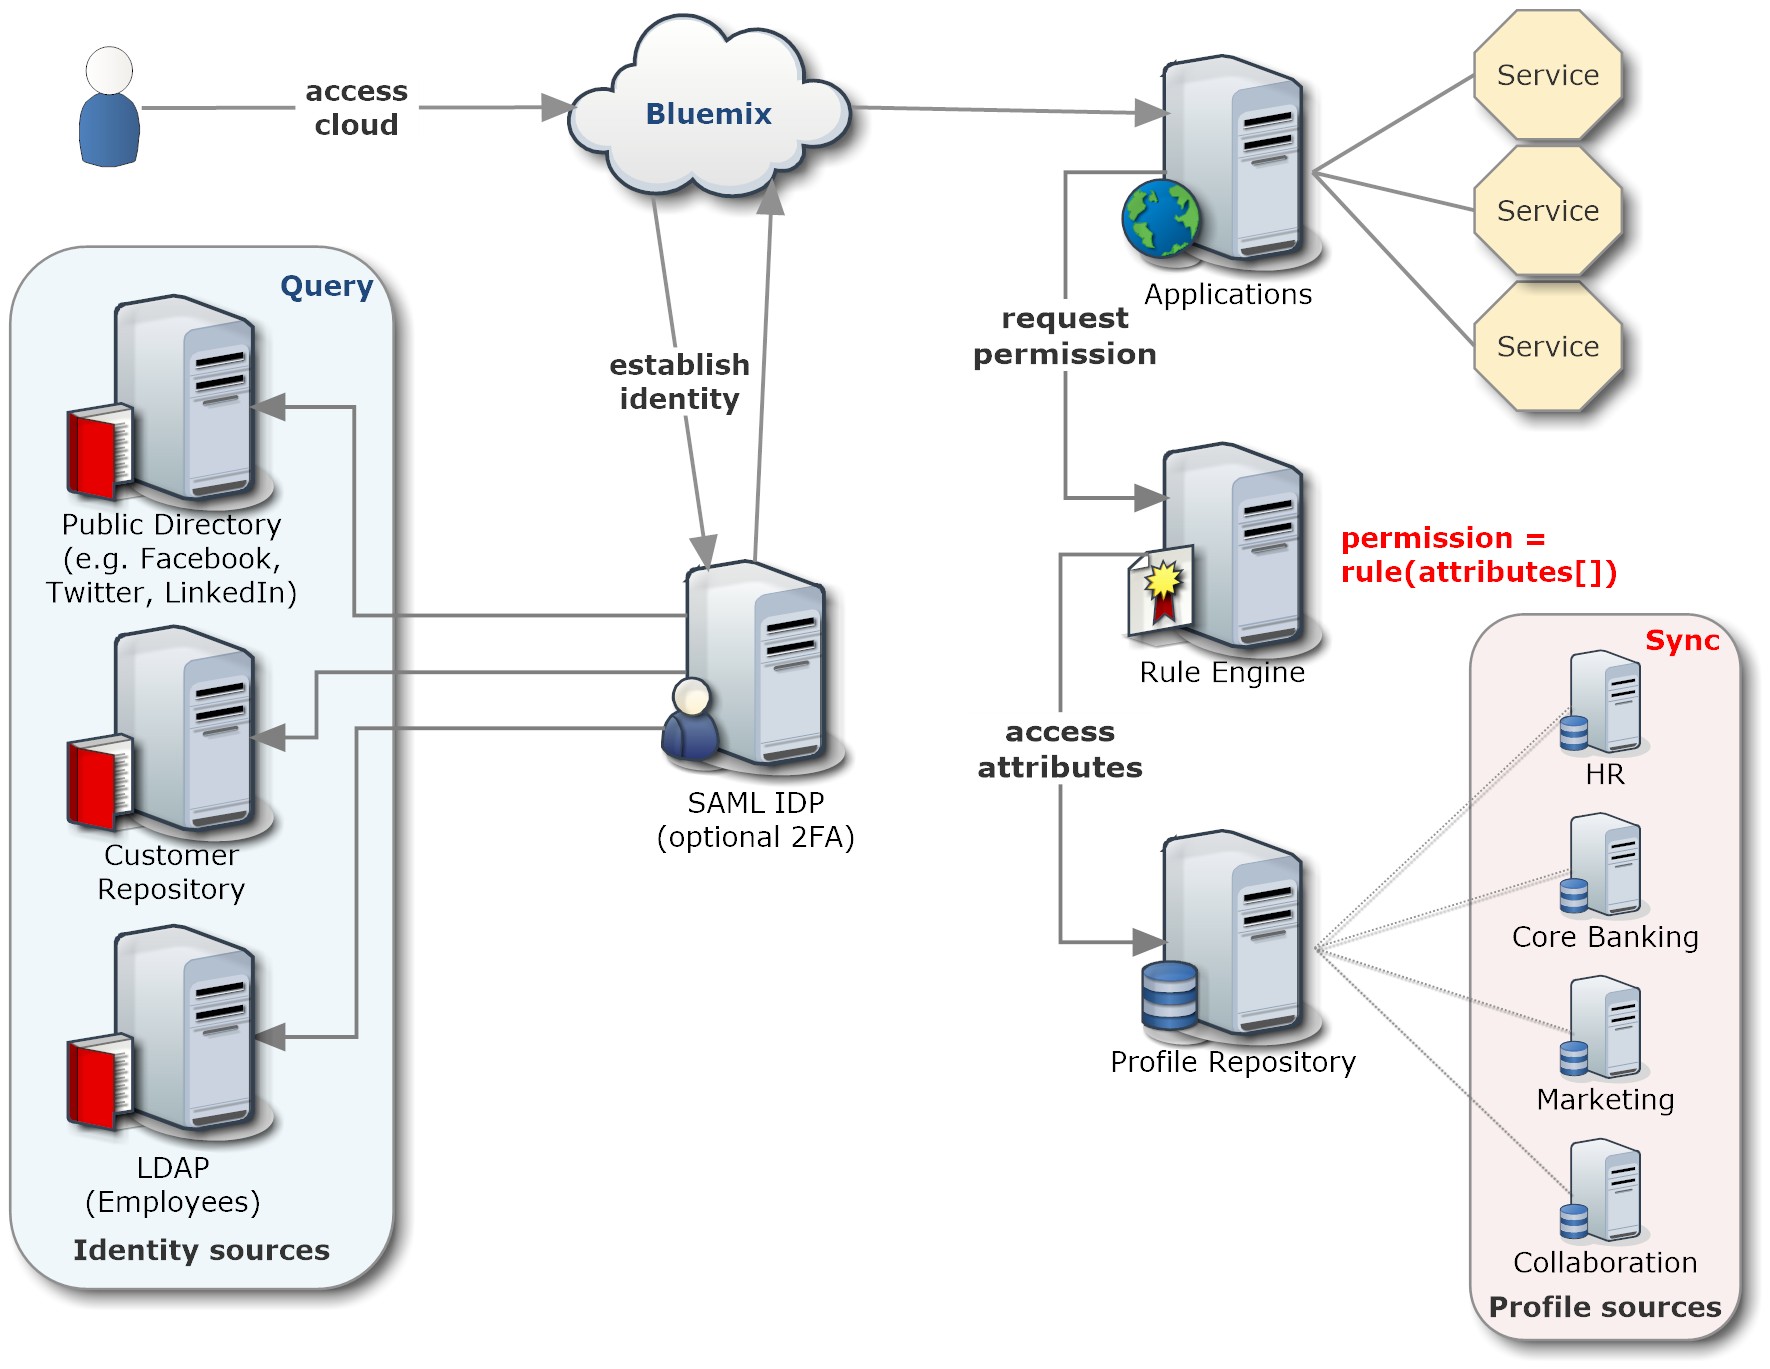 access
cloud
Bluemix
Service
Service
Service
Applications
Query
request
permission
establish
identity
Public Directory
(e.g. Facebook,
Twitter, LinkedIn)
permission =
rule(attributes[])
Rule Engine
Sync
HR
access
attributes
SAML IDP
(optional 2FA)
Customer
Repository
Core Banking
Profile Repository
Marketing
LDAP
(Employees)
Identity sources
Collaboration
Profile sources